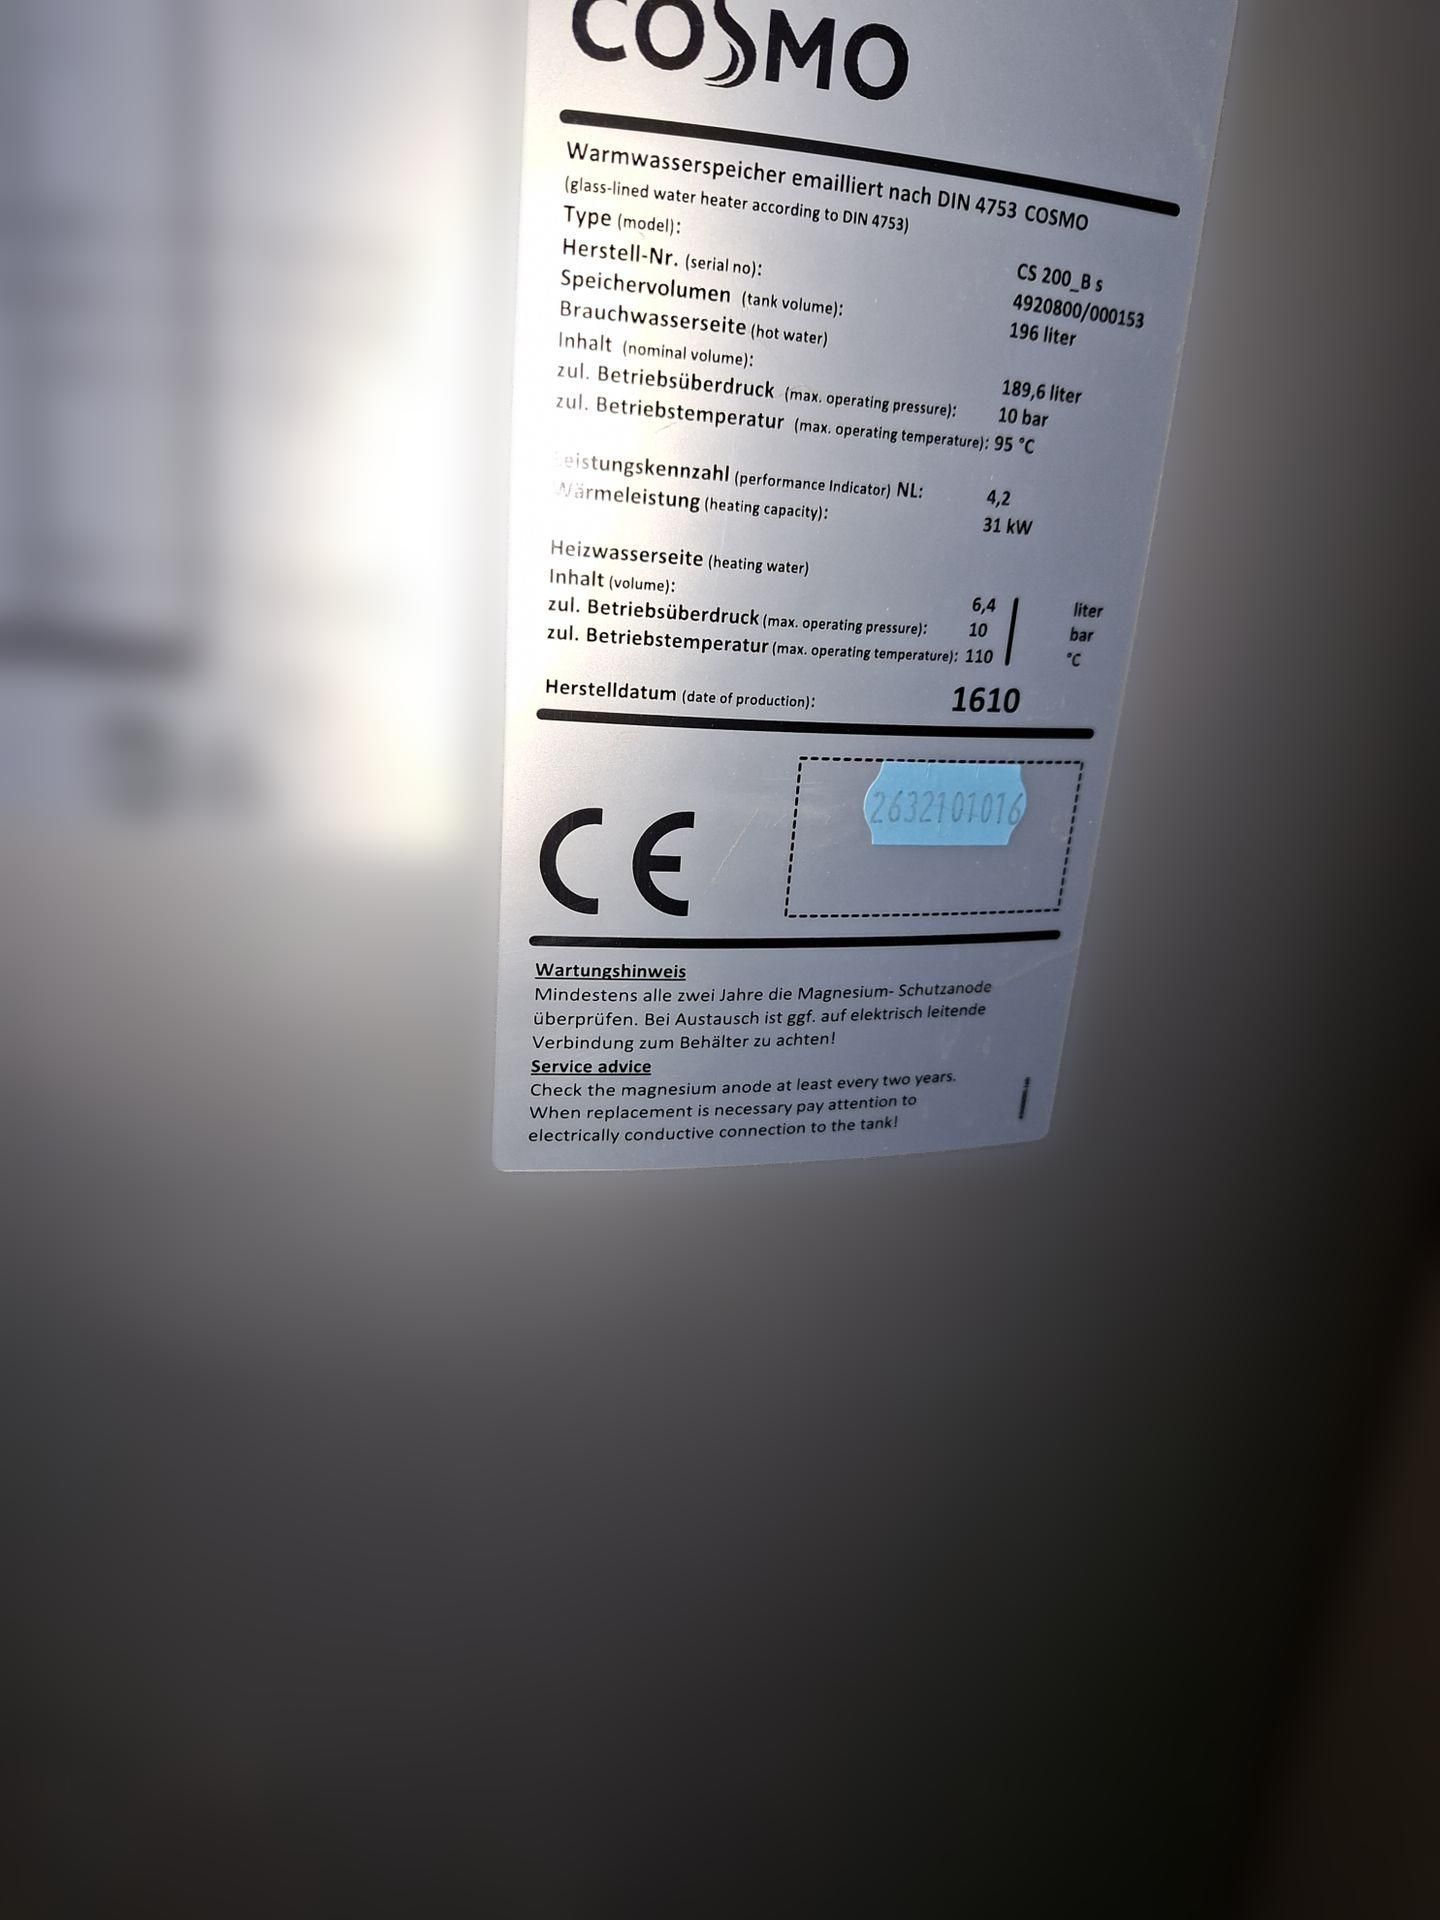 COSMO
Warmwasserspeicher emailliert nach DIN 4753 COSMO
(glass-lined water heater according to DIN 4753)
Type (model): CS 200_B s
Herstell-Nr. (serial no): 4920800/000153
Speichervolumen (tank volume): 196 liter
Brauchwasserseite (hot water)
Inhalt (nominal volume): 189,6 liter
zul. Betriebsüberdruck (max. operating pressure): 10 bar
zul. Betriebstemperatur (max. operating temperature): 95 °C
Leistungskennzahl (performance Indicator) NL: 4,2
Wärmeleistung (heating capacity): 31 kW
Heizwasserseite (heating water)
Inhalt (volume): 6,4 liter
zul. Betriebsüberdruck (max. operating pressure): 10 bar
zul. Betriebstemperatur (max. operating temperature): 110 °C
Herstelldatum (date of production): 1610
2632101016
CE
Wartungshinweis
Mindestens alle zwei Jahre die Magnesium- Schutzanode
überprüfen. Bei Austausch ist ggf. auf elektrisch leitende
Verbindung zum Behälter zu achten!
Service advice
Check the magnesium anode at least every two years.
When replacement is necessary pay attention to
electrically conductive connection to the tank!